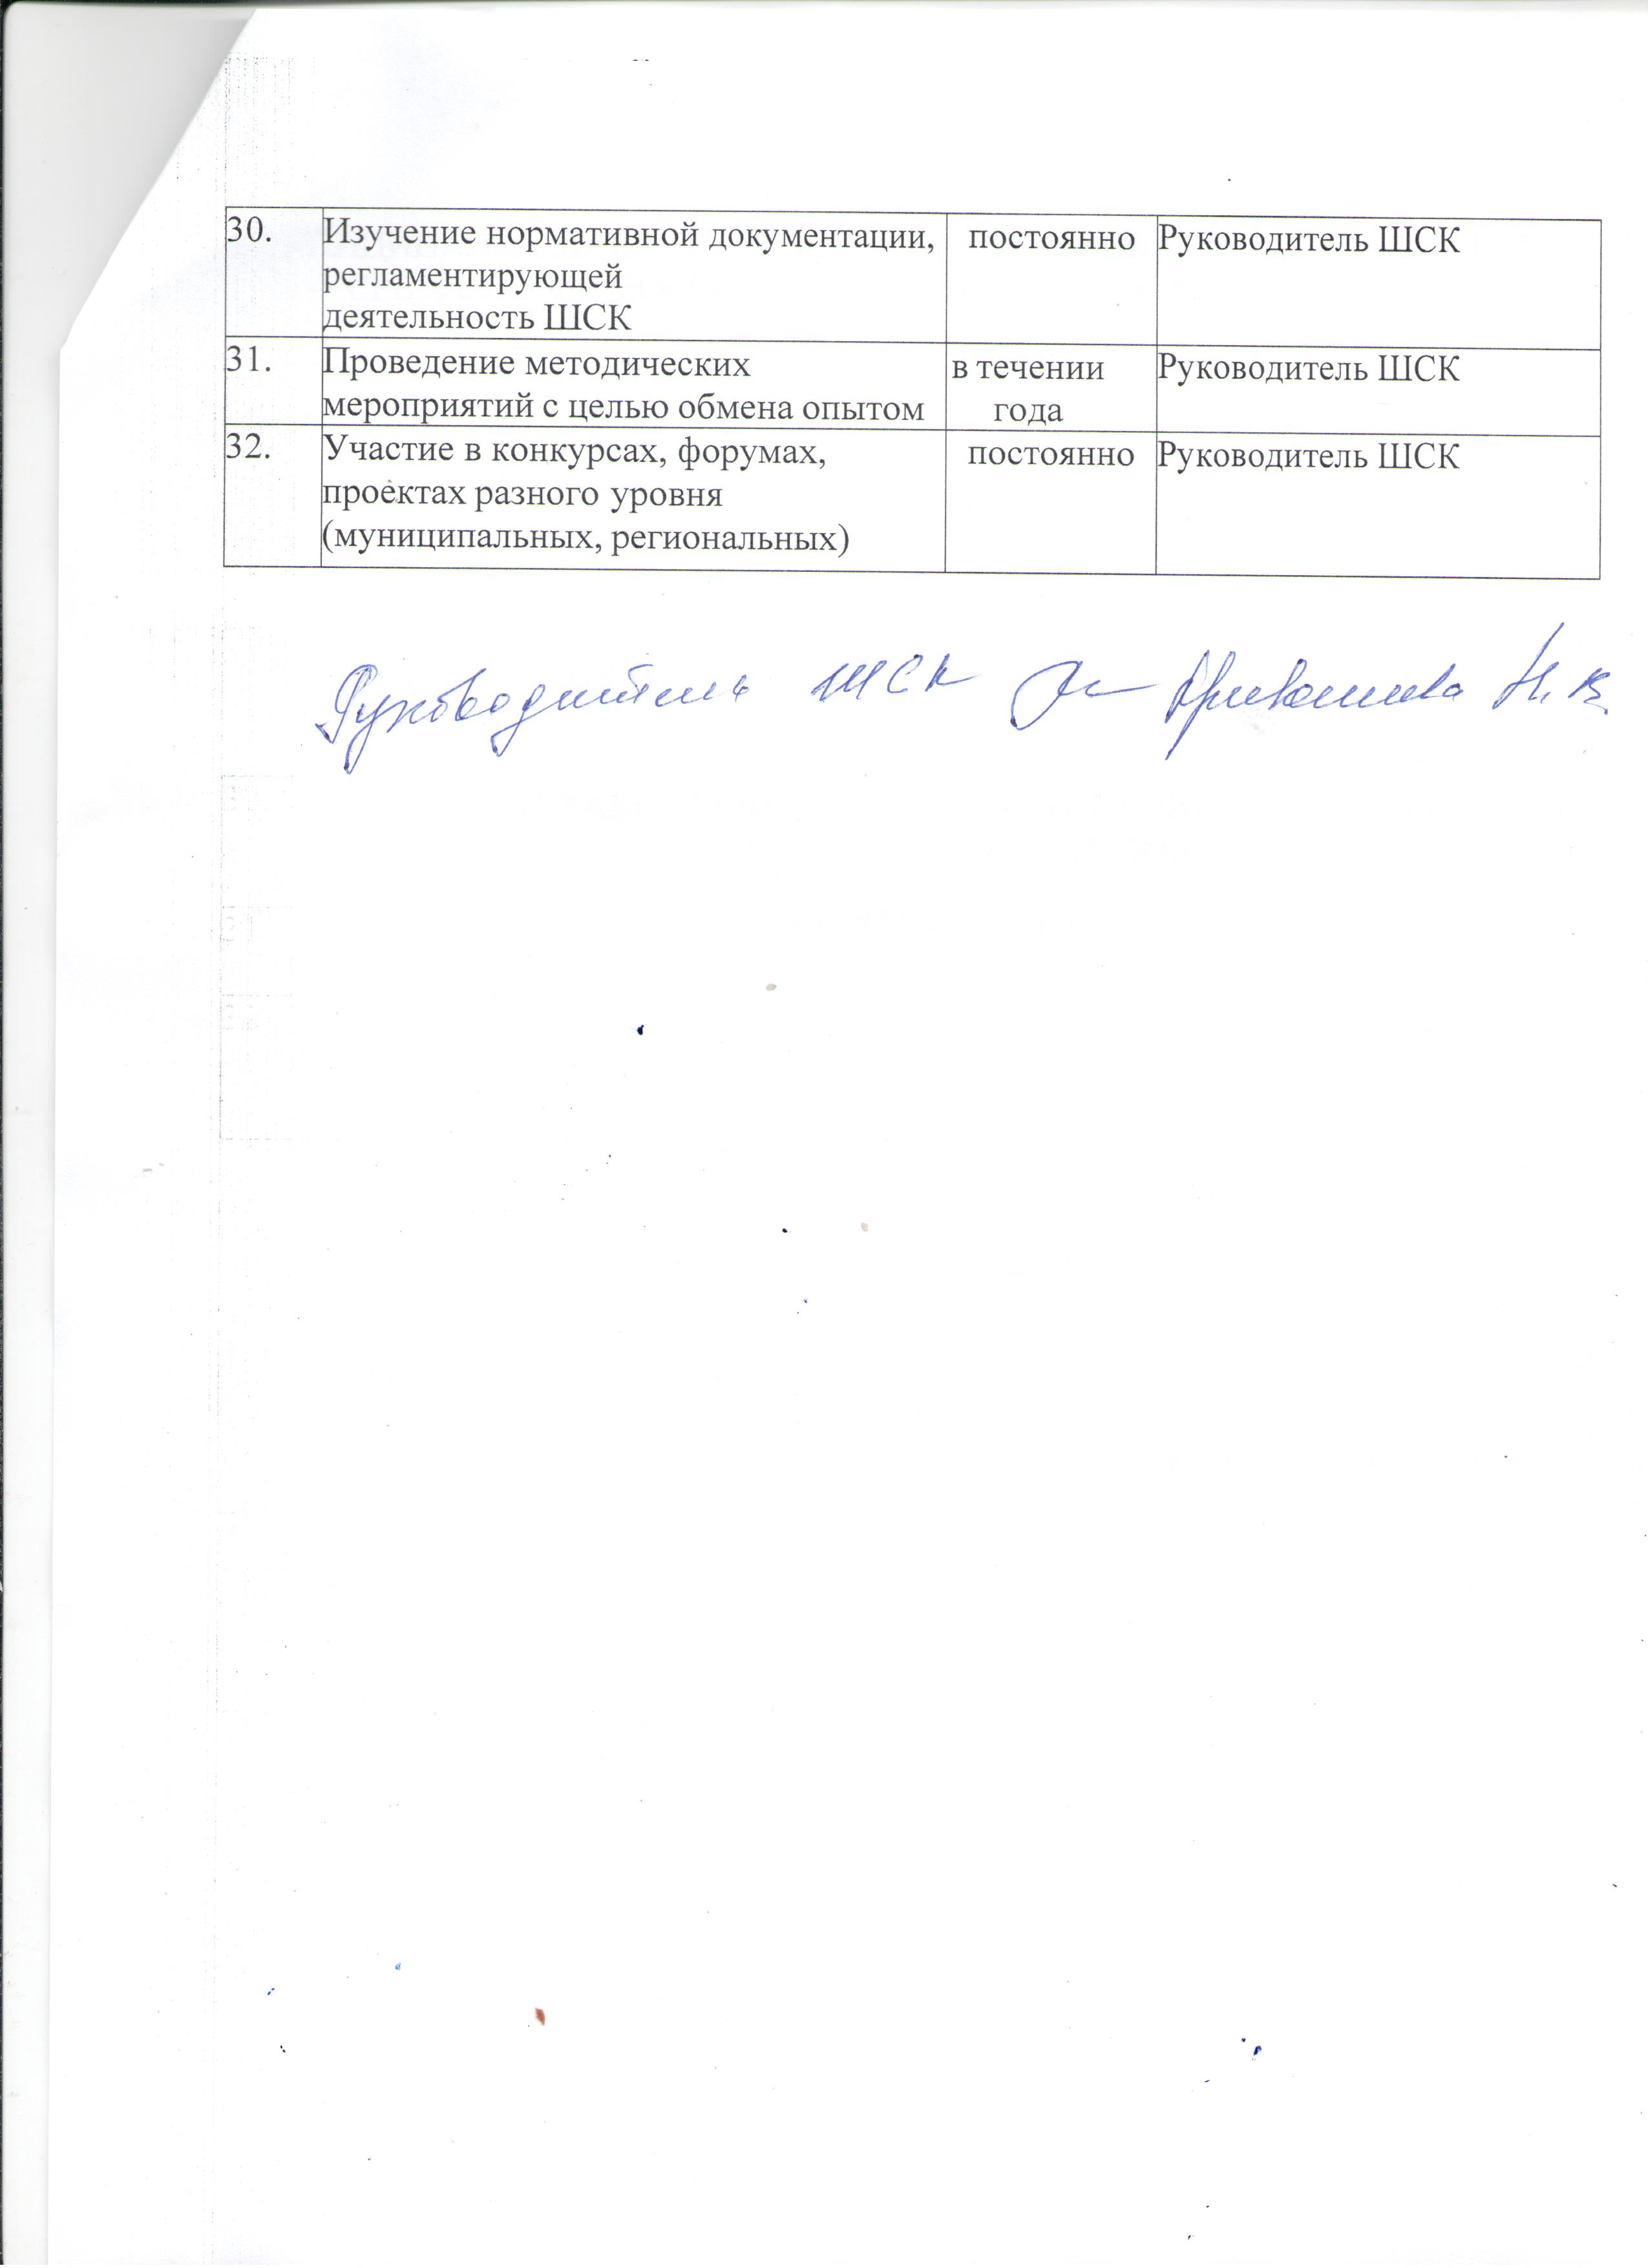 30. Изучение нормативной документации, постоянно Руководитель ШСК
регламентирующей
деятельность ШСК
31. Проведение методических в течении Руководитель ШСК
мероприятий с целью обмена опытом года
32. Участие в конкурсах, форумах, постоянно Руководитель ШСК
проектах разного уровня
(муниципальных, региональных)
Руководитель ШСК Н. В.